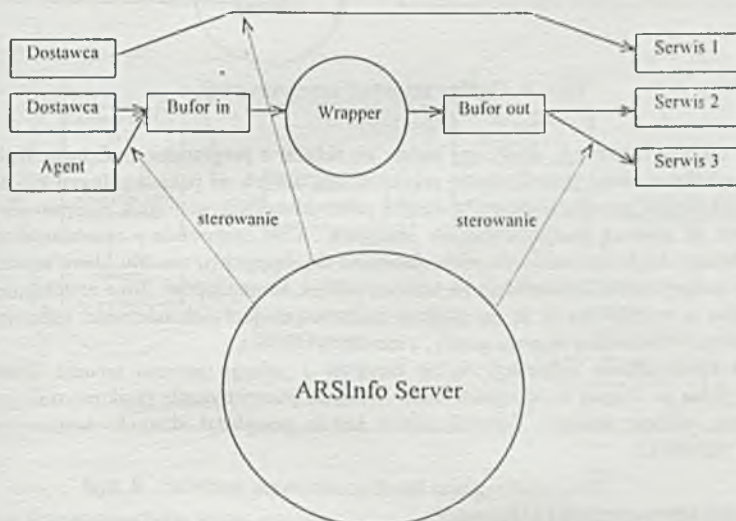 Dostawca
Serwis 1
Dostawca
Bufor in
Wrapper
Bufor out
Serwis 2
Agent
Serwis 3
sterowanie
sterowanie
ARSInfo Server